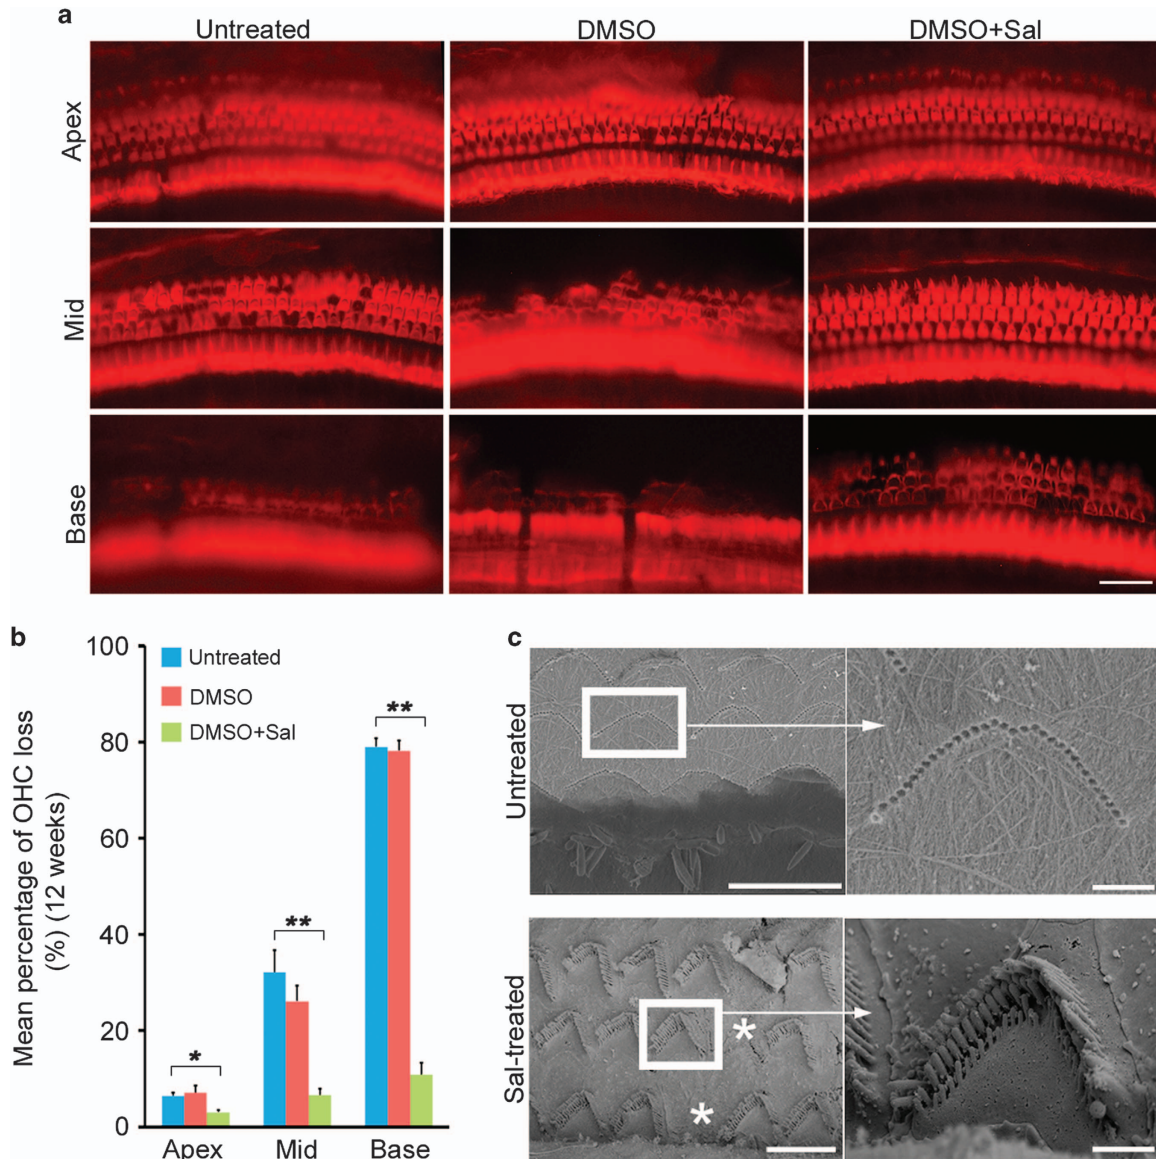 a
Untreated DMSO DMSO+Sal
Apex
Mid
Base
b
Mean percentage of OHC loss
(%) (12 weeks)
100
80
60
40
20
0
Untreated
DMSO
DMSO+Sal
*
**
**
Apex Mid Base
c
Untreated
Sal-treated
*
*